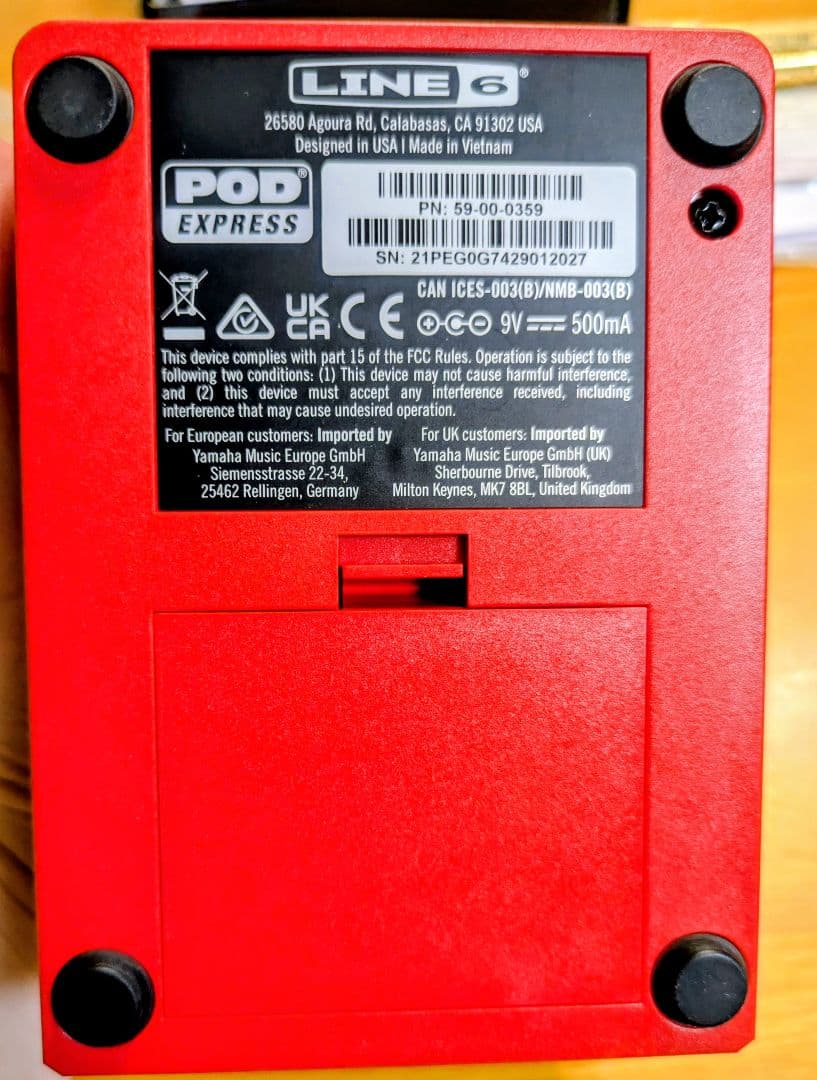 LINE 6®
26580 Agoura Rd, Calabasas, CA 91302 USA
Designed in USA | Made in Vietnam
POD®
EXPRESS
PN: 59-00-0359
SN: 21PEG0G7429012027
CAN ICES-003(B)/NMB-003(B)
UK
CA CE 9V 500mA
This device complies with part 15 of the FCC Rules. Operation is subject to the
following two conditions: (1) This device may not cause harmful interference,
and (2) this device must accept any interference received, including
interference that may cause undesired operation.
For European customers: Imported by
Yamaha Music Europe GmbH
Siemensstrasse 22-34,
25462 Rellingen, Germany
For UK customers: Imported by
Yamaha Music Europe GmbH (UK)
Sherbourne Drive, Tilbrook,
Milton Keynes, MK7 8BL, United Kingdom